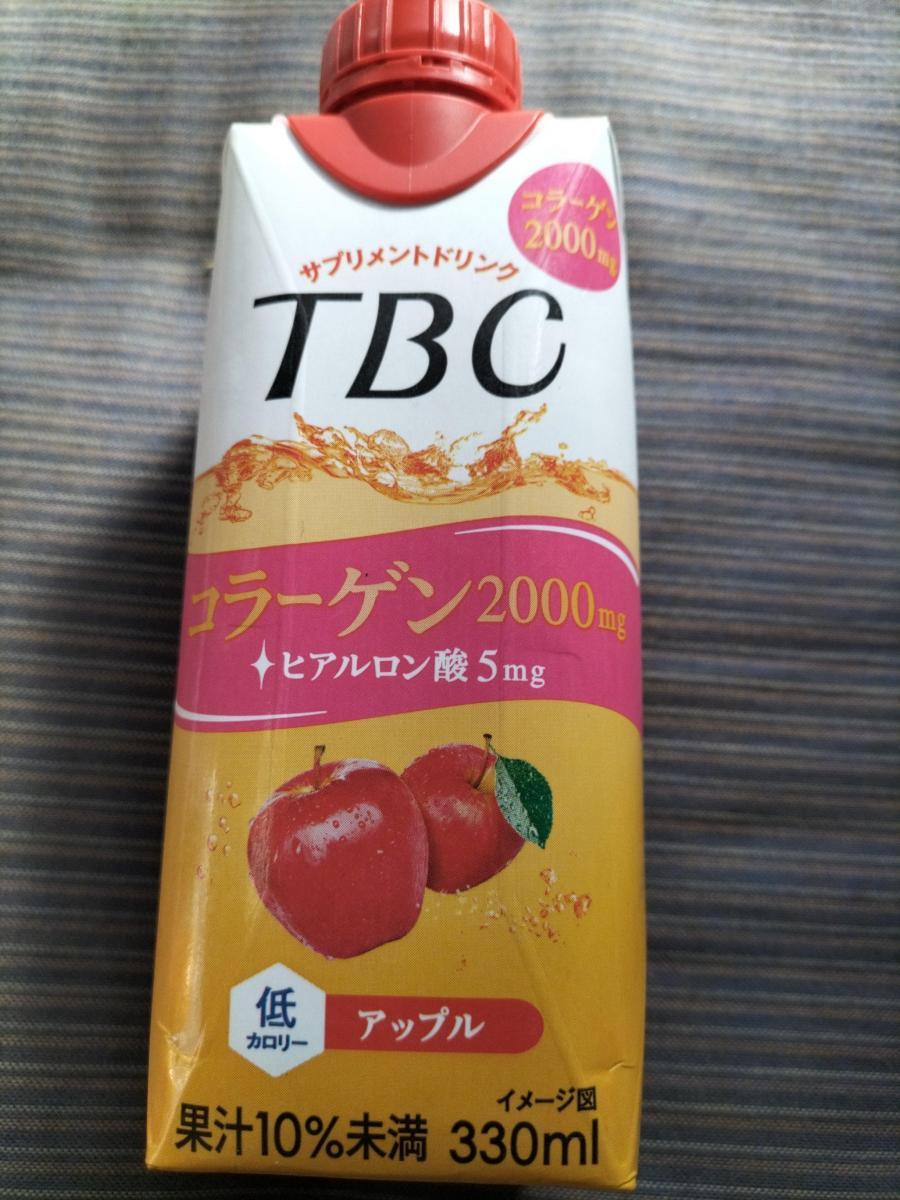 コラーゲン
2000mg
サプリメントドリンク
TBC
コラーゲン2000mg
ヒアルロン酸5mg
低
カロリー
アップル
イメージ図
果汁10%未満 330ml